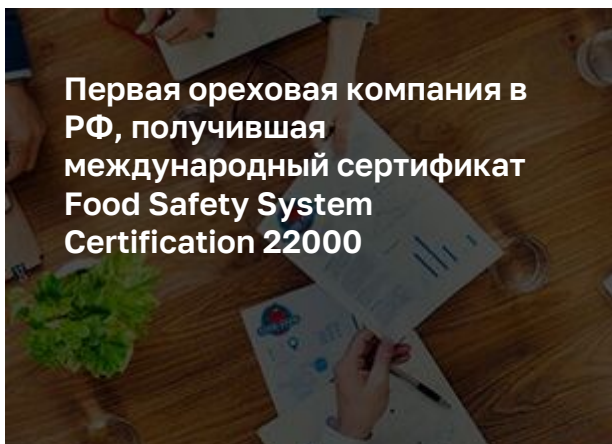 Первая ореховая компания в
РФ, получившая
международный сертификат
Food Safety System
Certification 22000